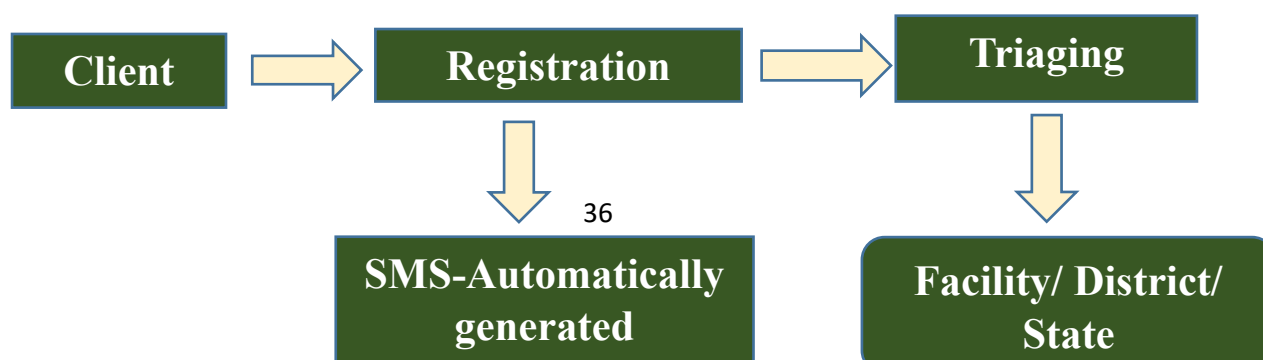 Client
Registration
Triaging
36
SMS-Automatically
generated
Facility/ District/
State